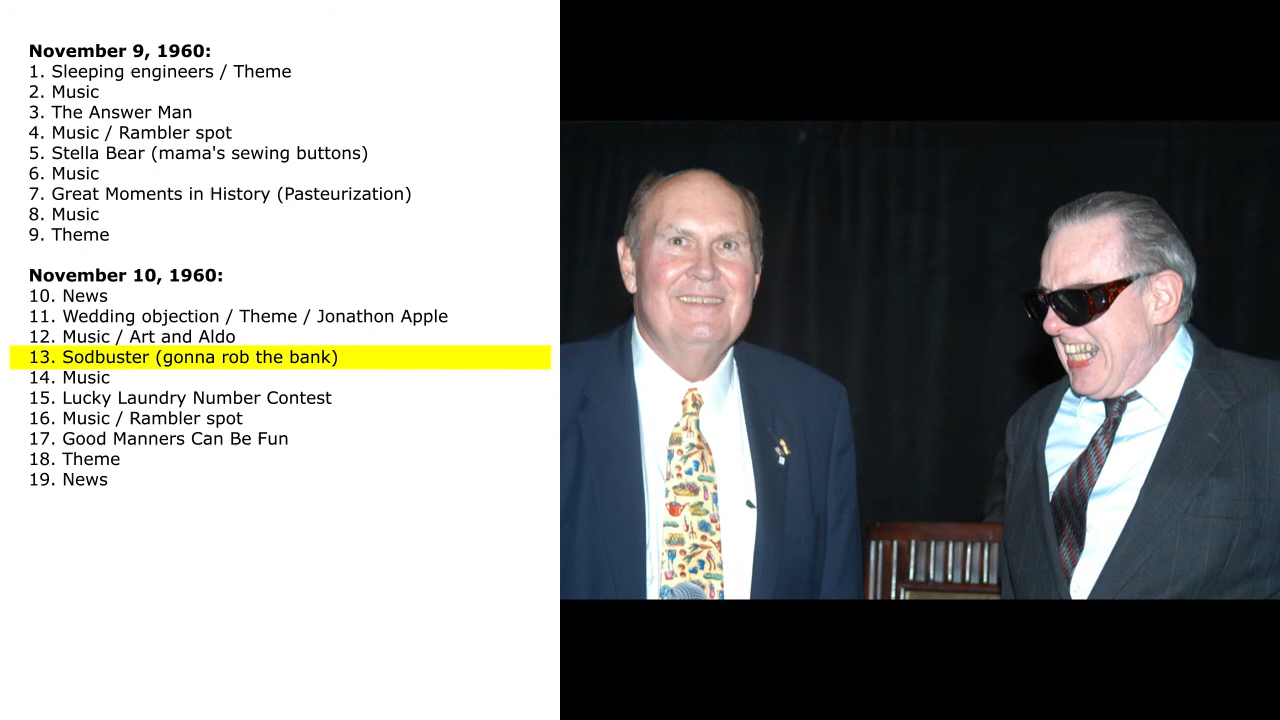 November 9, 1960:
1. Sleeping engineers / Theme
2. Music
3. The Answer Man
4. Music / Rambler spot
5. Stella Bear (mama's sewing buttons)
6. Music
7. Great Moments in History (Pasteurization)
8. Music
9. Theme
November 10, 1960:
10. News
11. Wedding objection / Theme / Jonathon Apple
12. Music / Art and Aldo
13. Sodbuster (gonna rob the bank)
14. Music
15. Lucky Laundry Number Contest
16. Music / Rambler spot
17. Good Manners Can Be Fun
18. Theme
19. News